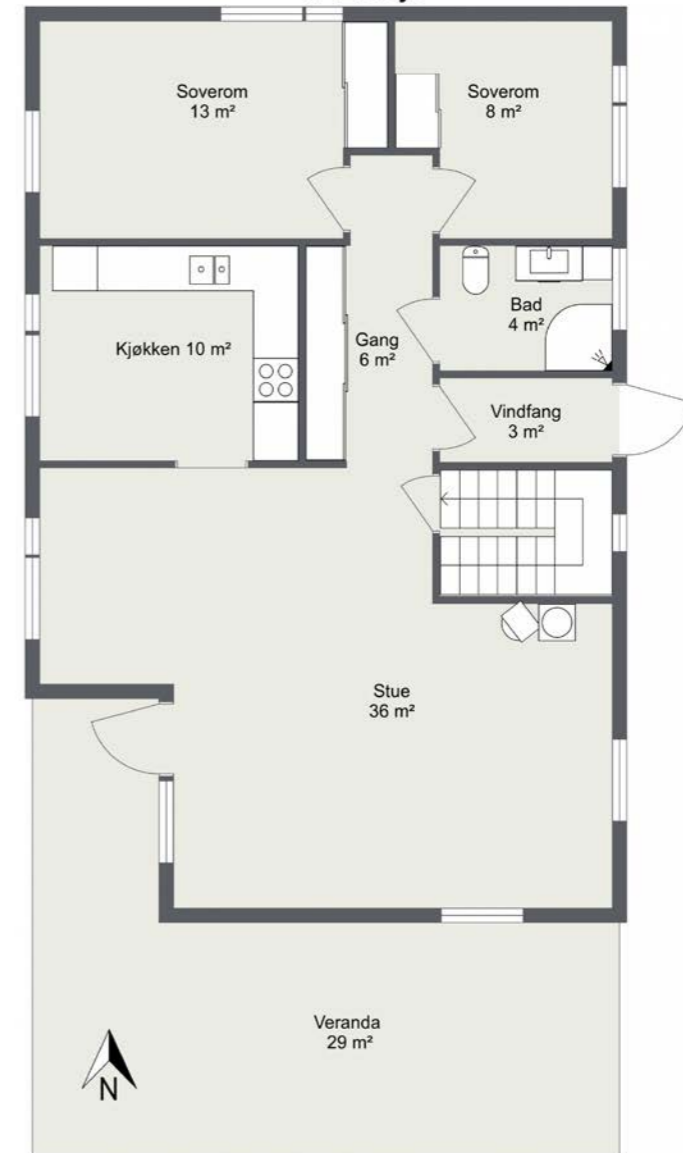 Soverom
13 m²
Soverom
8 m²
Kjøkken 10 m²
Gang
6 m²
Bad
4 m²
Vindfang
3 m²
Stue
36 m²
Veranda
29 m²
N